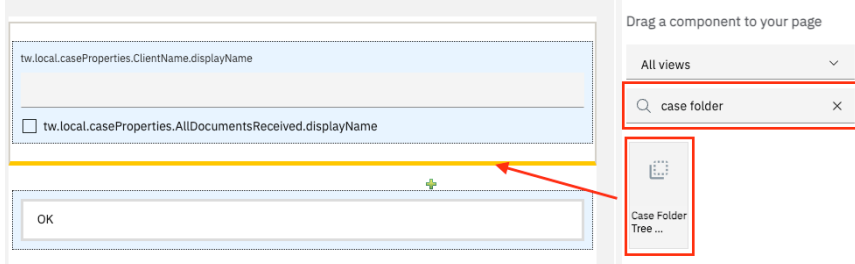 Drag a component to your page
All views
tw.local.caseProperties.ClientName.displayName
case folder
tw.local.caseProperties.AllDocumentsReceived.displayName
OK
Case Folder
Tree ...